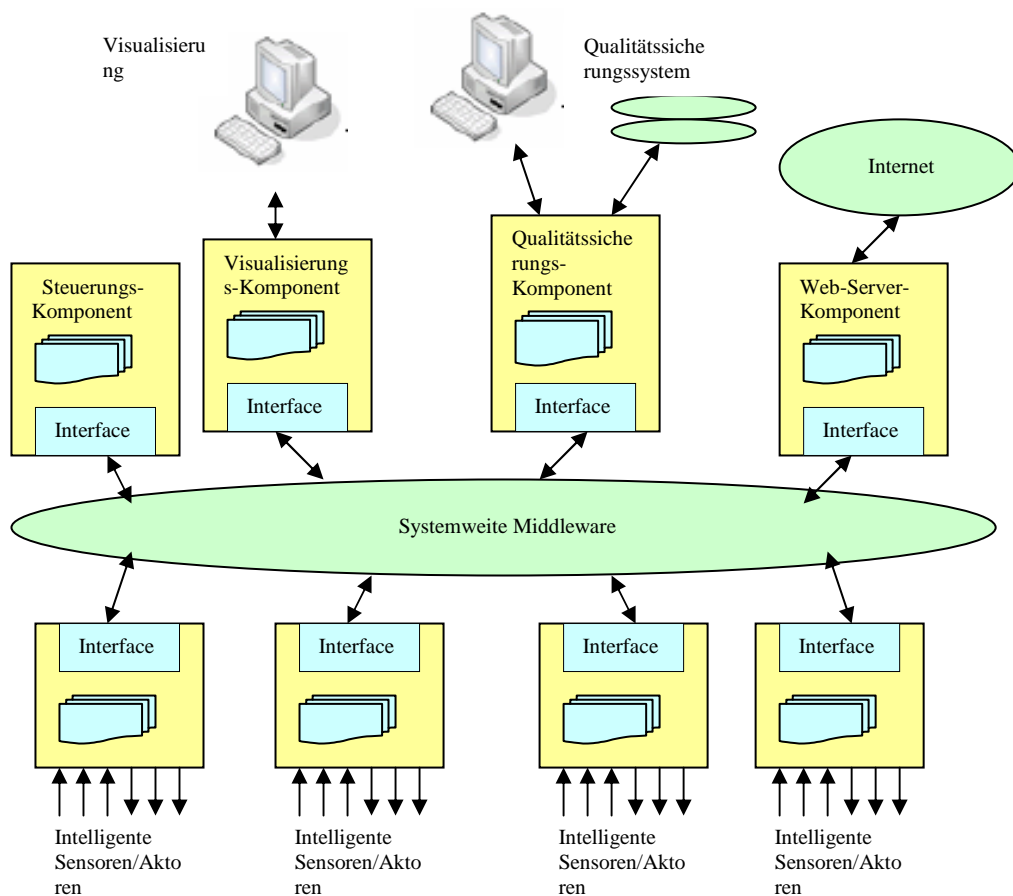 Visualisieru
ng
Qualitätssiche
rungssystem
Internet
Steuerungs-
Komponent
Visualisierung
s-Komponent
Qualitätssiche
rungs-
Komponent
Web-Server-
Komponent
Interface
Interface
Interface
Interface
Systemweite Middleware
Interface
Interface
Interface
Interface
Intelligente
Sensoren/Akto
ren
Intelligente
Sensoren/Akto
ren
Intelligente
Sensoren/Akto
ren
Intelligente
Sensoren/Akto
ren